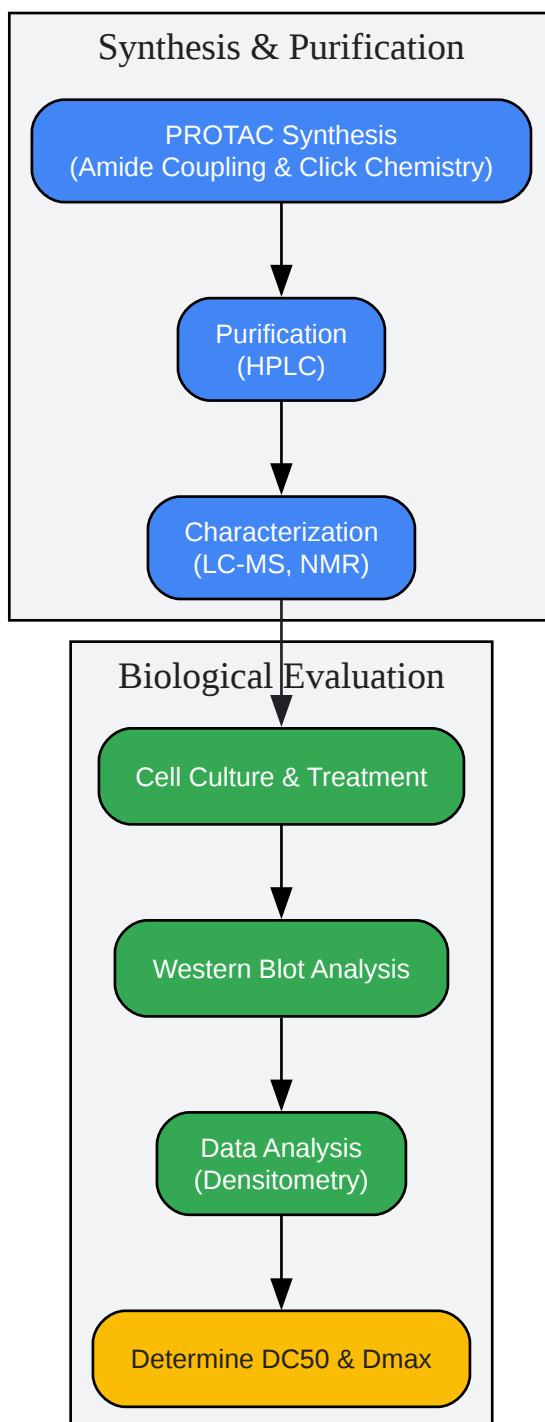 Synthesis & Purification
PROTAC Synthesis
(Amide Coupling & Click Chemistry)
Purification
(HPLC)
Characterization
(LC-MS, NMR)
Biological Evaluation
Cell Culture & Treatment
Western Blot Analysis
Data Analysis
(Densitometry)
Determine DC50 & Dmax